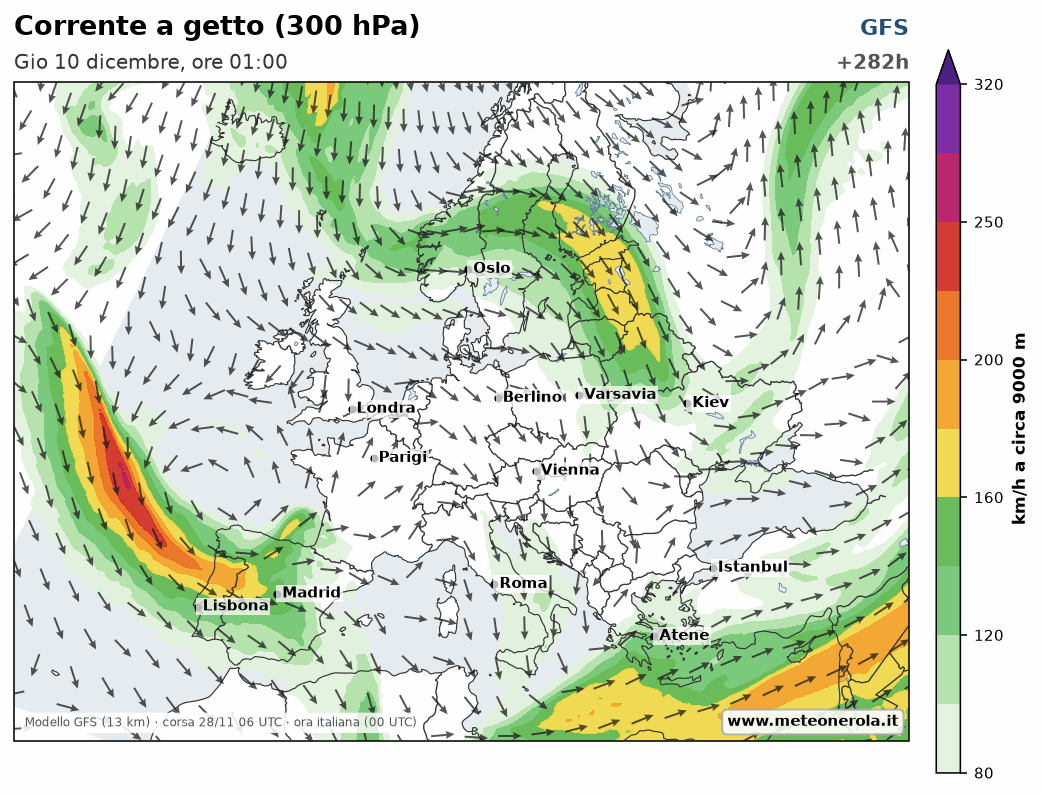 Corrente a getto (300 hPa)
GFS
Gio 10 dicembre, ore 01:00
+282h
320
250
200
160
120
80
km/h a circa 9000 m
Oslo
Londra
Berlino
Varsavia
Kiev
Parigi
Vienna
Istanbul
Roma
Madrid
Lisbona
Atene
Modello GFS (13 km) · corsa 28/11 06 UTC · ora italiana (00 UTC)
www.meteonerola.it